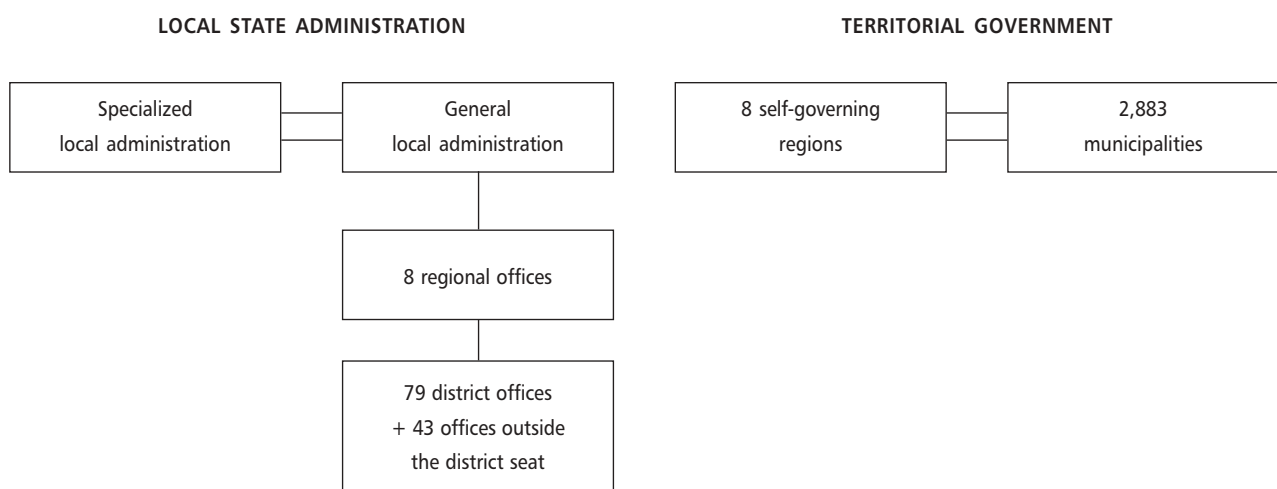 LOCAL STATE ADMINISTRATION
TERRITORIAL GOVERNMENT
Specialized
local administration
General
local administration
8 self-governing
regions
2,883
municipalities
8 regional offices
79 district offices
+ 43 offices outside
the district seat